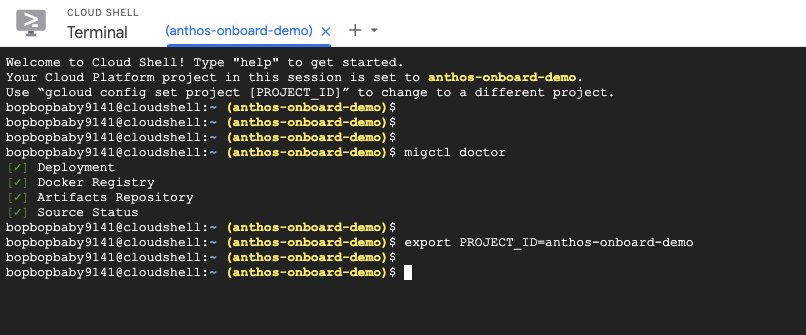 CLOUD SHELL
Terminal
(anthos-onboard-demo) × + ▾
Welcome to Cloud Shell! Type "help" to get started.
Your Cloud Platform project in this session is set to anthos-onboard-demo.
Use “gcloud config set project [PROJECT_ID]” to change to a different project.
bopbopbaby9141@cloudshell:~ (anthos-onboard-demo)$
bopbopbaby9141@cloudshell:~ (anthos-onboard-demo)$
bopbopbaby9141@cloudshell:~ (anthos-onboard-demo)$
bopbopbaby9141@cloudshell:~ (anthos-onboard-demo)$ migctl doctor
[✓] Deployment
[✓] Docker Registry
[✓] Artifacts Repository
[✓] Source Status
bopbopbaby9141@cloudshell:~ (anthos-onboard-demo)$
bopbopbaby9141@cloudshell:~ (anthos-onboard-demo)$ export PROJECT_ID=anthos-onboard-demo
bopbopbaby9141@cloudshell:~ (anthos-onboard-demo)$
bopbopbaby9141@cloudshell:~ (anthos-onboard-demo)$